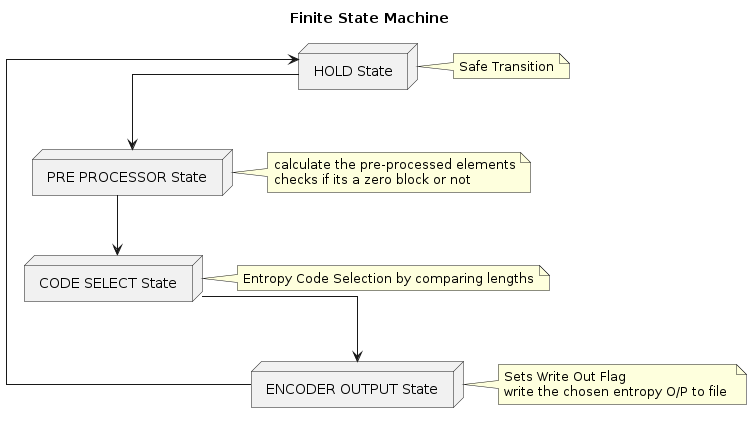 Finite State Machine
HOLD State
Safe Transition
PRE PROCESSOR State
calculate the pre-processed elements
checks if its a zero block or not
CODE SELECT State
Entropy Code Selection by comparing lengths
ENCODER OUTPUT State
Sets Write Out Flag
write the chosen entropy O/P to file